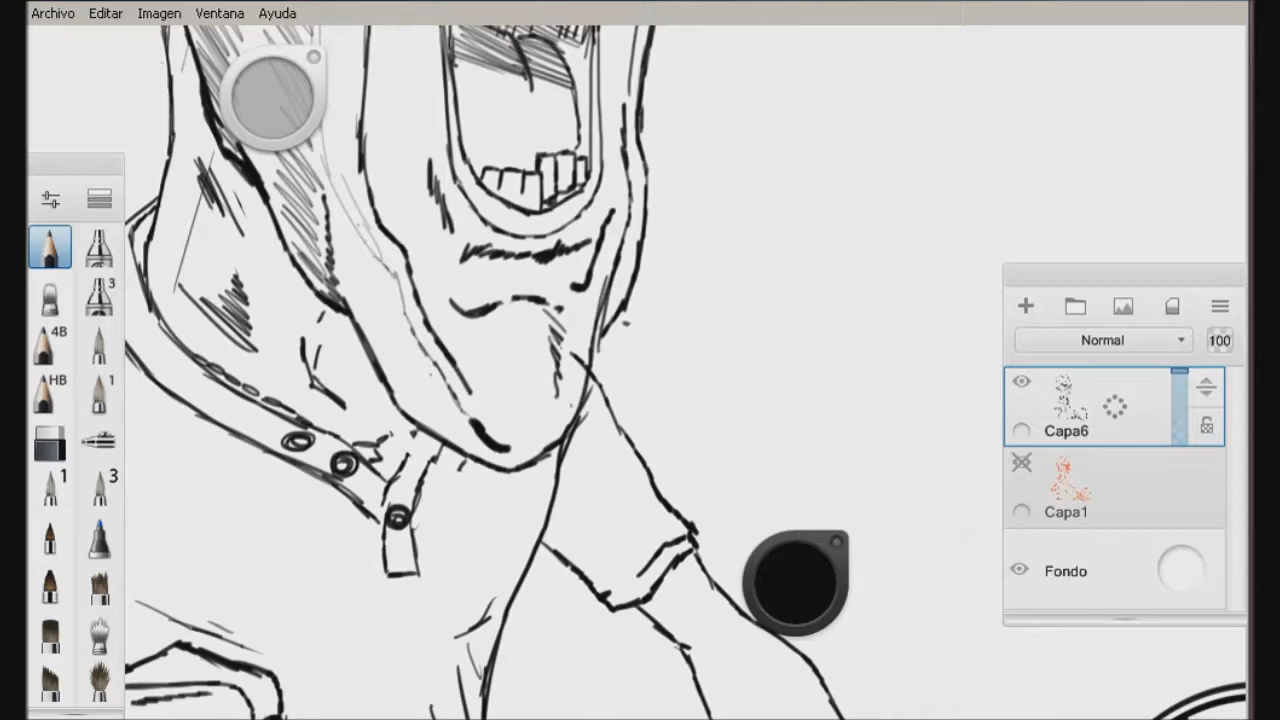 Archivo Editar Imagen Ventana Ayuda
3
4B
HB 1
1 3
Normal 100
Capa6
Capa1
Fondo